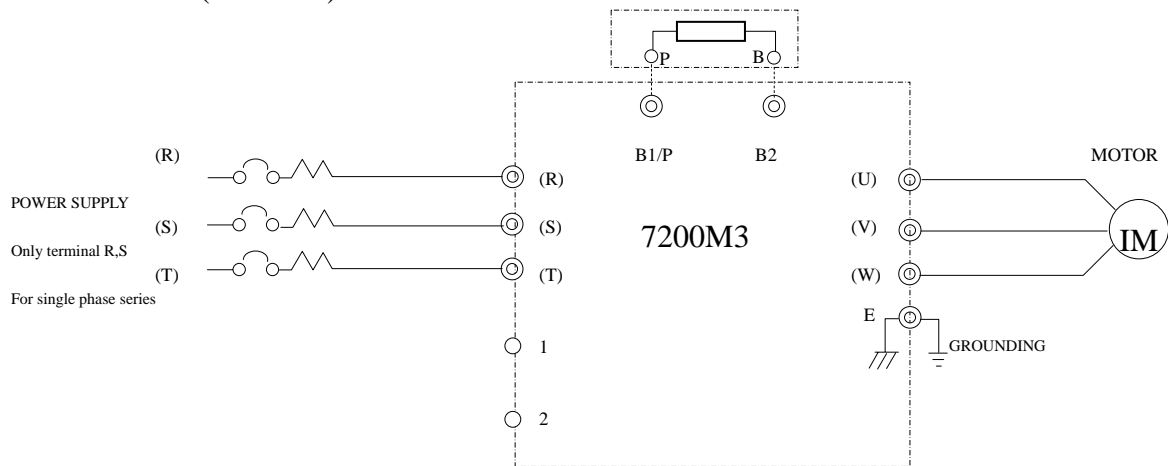 P B
B1/P B2
(R) MOTOR
(R) (U)
POWER SUPPLY
(S) (S) 7200M3 (V) IM
Only terminal R,S
(T) (T) (W)
For single phase series
E
GROUNDING
1
2